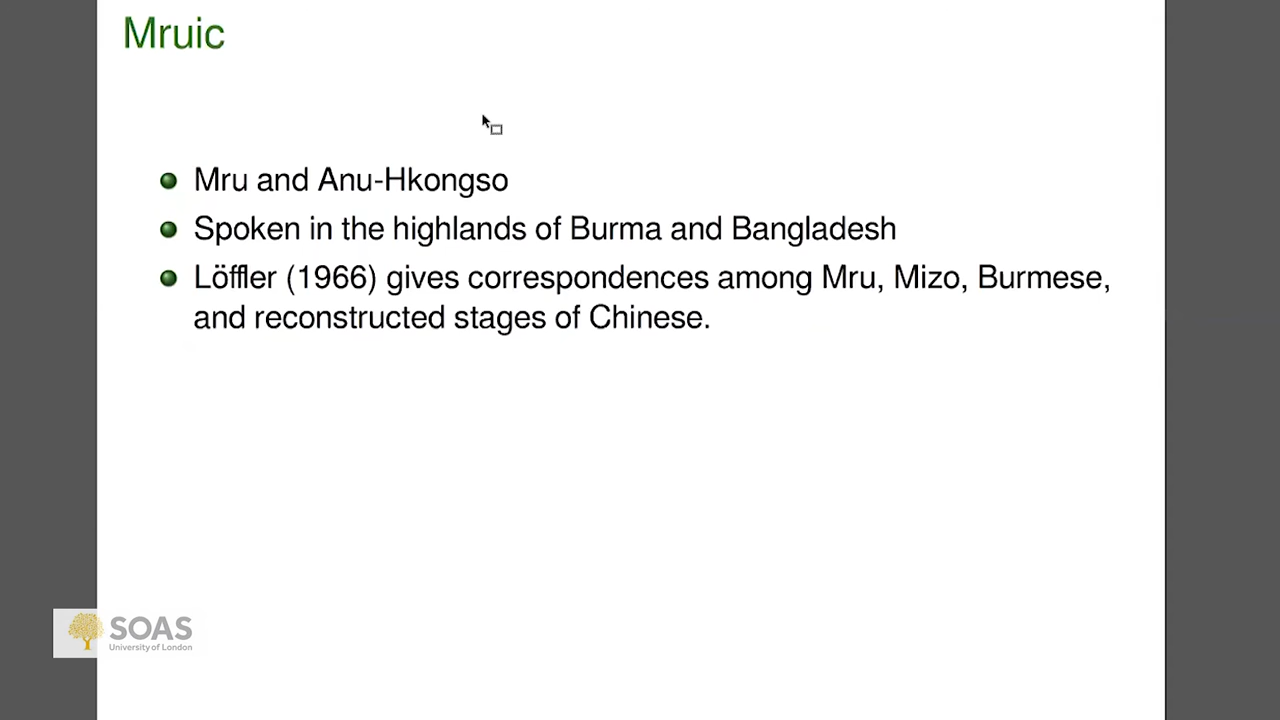 Mruic
Mru and Anu-Hkongso
Spoken in the highlands of Burma and Bangladesh
Löffler (1966) gives correspondences among Mru, Mizo, Burmese,
and reconstructed stages of Chinese.
SOAS
University of London